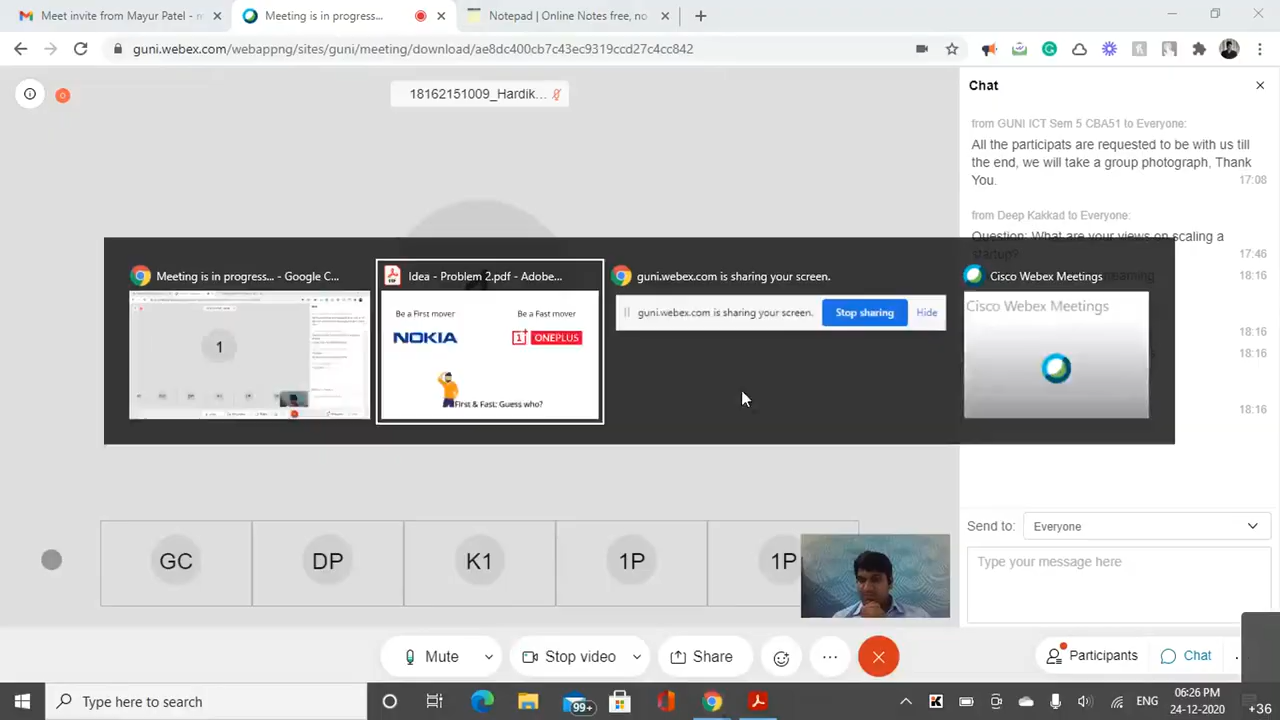 Meet invite from Mayur Patel - m
Meeting is in progress...
Notepad | Online Notes free, no
guni.webex.com/webappng/sites/guni/meeting/download/ae8dc400cb7c43ec9319ccd27c4cc842
18162151009_Hardik...
Chat
from GUNI ICT Sem 5 CBA51 to Everyone:
All the participats are requested to be with us till
the end, we will take a group photograph, Thank
You.
17:08
from Deep Kakkad to Everyone:
Question: What are your views on scaling a
startup?
17:46
18:16
18:16
18:16
18:16
Meeting is in progress... - Google C...
1
Idea - Problem 2.pdf - Adobe...
Be a First mover
Be a Fast mover
NOKIA
1+ ONEPLUS
First & Fast: Guess who?
guni.webex.com is sharing your screen.
guni.webex.com is sharing your screen.
Stop sharing
Hide
Cisco Webex Meetings
Cisco Webex Meetings
GC
DP
K1
1P
1P
Send to:
Everyone
Type your message here
Mute
Stop video
Share
Participants
Chat
Type here to search
99+
ENG
06:26 PM
24-12-2020
+36